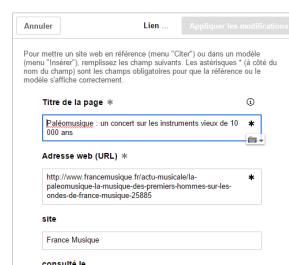 Annuler
Lien ...
Appliquer les modifications
Pour mettre un site web en référence (menu "Citer") ou dans un modèle
(menu "Insérer"), remplissez les champ suivants. Les astérisques * (à côté du
nom du champ) sont les champs obligatoires pour que la référence ou le
modèle s'affiche correctement.
Titre de la page *
Paléomusique : un concert sur les instruments vieux de 10 *
000 ans
Adresse web (URL) *
http://www.francemusique.fr/actu-musicale/la- *
paleomusique-la-musique-des-premiers-hommes-sur-les-
ondes-de-france-musique-25885
site
France Musique
consulté le